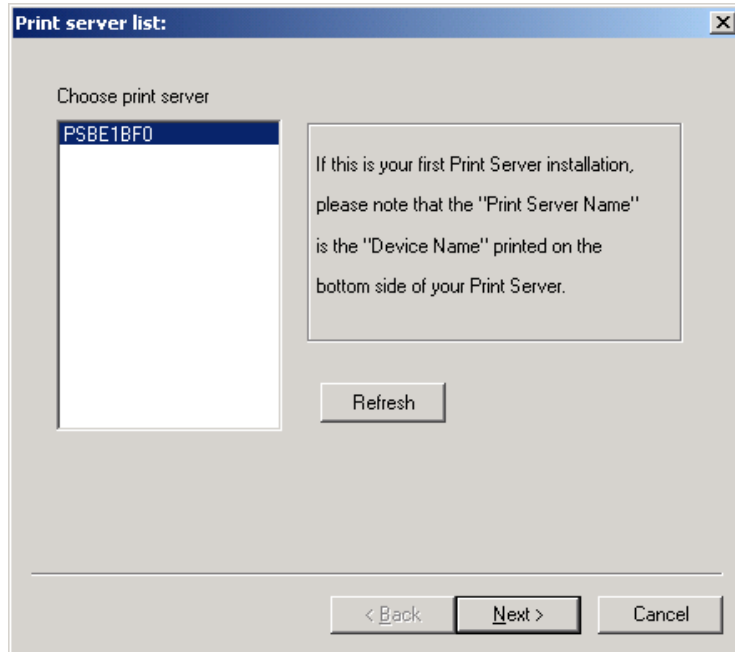 Print server list:
Choose print server
PSBE1BF0
If this is your first Print Server installation,
please note that the "Print Server Name"
is the "Device Name" printed on the
bottom side of your Print Server.
Refresh
< Back
Next >
Cancel